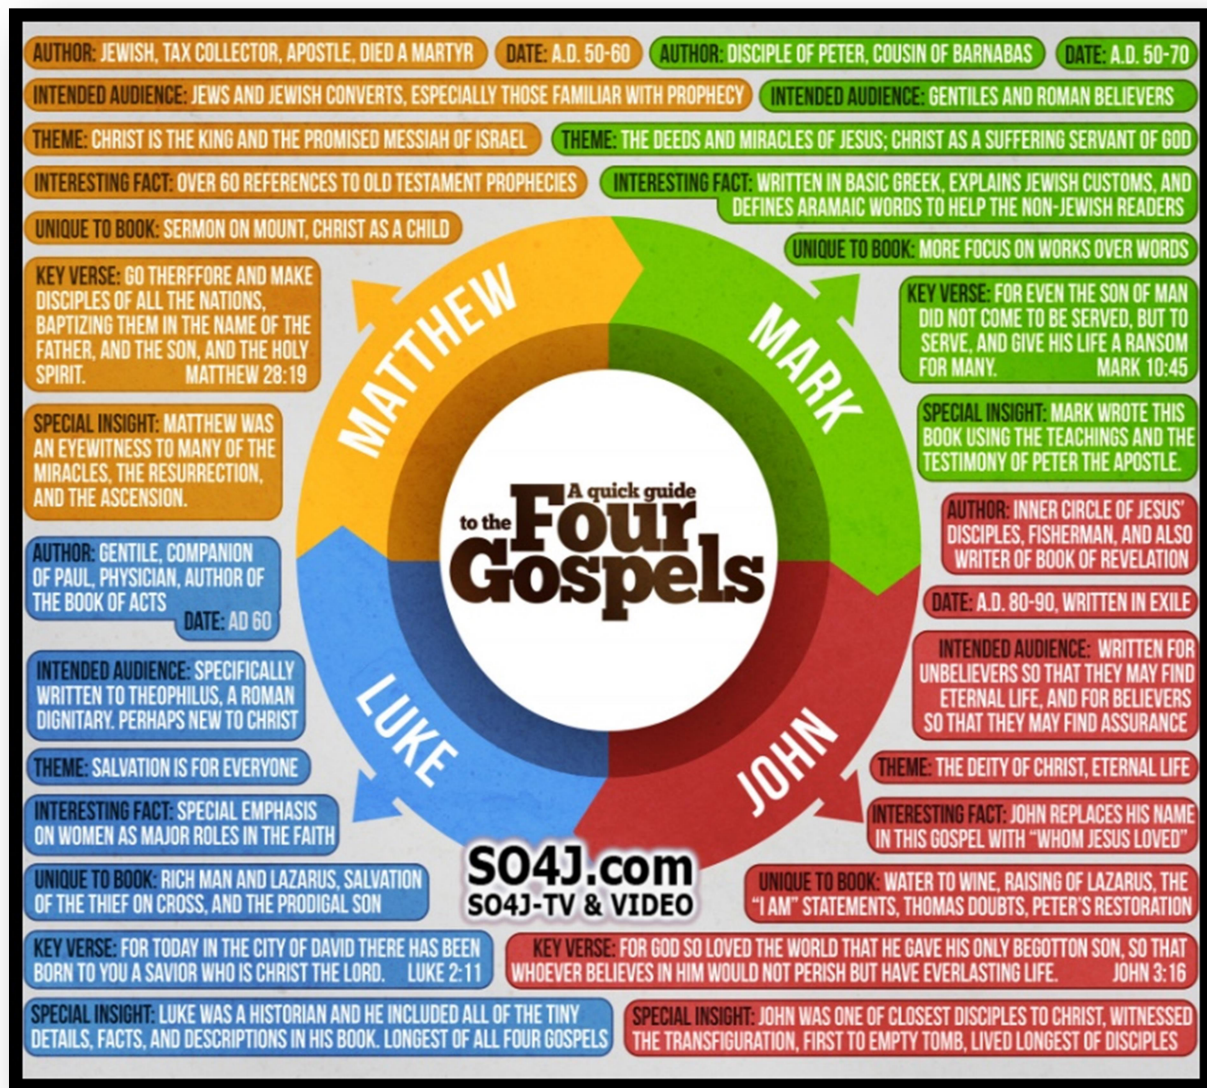 AUTHOR: JEWISH, TAX COLLECTOR, APOSTLE, DIED A MARTYR
DATE: A.D. 50-60
INTENDED AUDIENCE: JEWS AND JEWISH CONVERTS, ESPECIALLY THOSE FAMILIAR WITH PROPHECY
THEME: CHRIST IS THE KING AND THE PROMISED MESSIAH OF ISRAEL
INTERESTING FACT: OVER 60 REFERENCES TO OLD TESTAMENT PROPHECIES
UNIQUE TO BOOK: SERMON ON MOUNT, CHRIST AS A CHILD
KEY VERSE: GO THERFFORE AND MAKE
DISCIPLES OF ALL THE NATIONS,
BAPTIZING THEM IN THE NAME OF THE
FATHER, AND THE SON, AND THE HOLY
SPIRIT. MATTHEW 28:19
SPECIAL INSIGHT: MATTHEW WAS
AN EYEWITNESS TO MANY OF THE
MIRACLES, THE RESURRECTION,
AND THE ASCENSION.
AUTHOR: DISCIPLE OF PETER, COUSIN OF BARNABAS
DATE: A.D. 50-70
INTENDED AUDIENCE: GENTILES AND ROMAN BELIEVERS
THEME: THE DEEDS AND MIRACLES OF JESUS; CHRIST AS A SUFFERING SERVANT OF GOD
INTERESTING FACT: WRITTEN IN BASIC GREEK, EXPLAINS JEWISH CUSTOMS, AND
DEFINES ARAMAIC WORDS TO HELP THE NON-JEWISH READERS
UNIQUE TO BOOK: MORE FOCUS ON WORKS OVER WORDS
KEY VERSE: FOR EVEN THE SON OF MAN
DID NOT COME TO BE SERVED, BUT TO
SERVE, AND GIVE HIS LIFE A RANSOM
FOR MANY. MARK 10:45
SPECIAL INSIGHT: MARK WROTE THIS
BOOK USING THE TEACHINGS AND THE
TESTIMONY OF PETER THE APOSTLE.
MATTHEW
MARK
A quick guide
to the Four
Gospels
LUKE
JOHN
AUTHOR: GENTILE, COMPANION
OF PAUL, PHYSICIAN, AUTHOR OF
THE BOOK OF ACTS
DATE: AD 60
INTENDED AUDIENCE: SPECIFICALLY
WRITTEN TO THEOPHILUS, A ROMAN
DIGNITARY. PERHAPS NEW TO CHRIST
THEME: SALVATION IS FOR EVERYONE
INTERESTING FACT: SPECIAL EMPHASIS
ON WOMEN AS MAJOR ROLES IN THE FAITH
UNIQUE TO BOOK: RICH MAN AND LAZARUS, SALVATION
OF THE THIEF ON CROSS, AND THE PRODIGAL SON
KEY VERSE: FOR TODAY IN THE CITY OF DAVID THERE HAS BEEN
BORN TO YOU A SAVIOR WHO IS CHRIST THE LORD. LUKE 2:11
SPECIAL INSIGHT: LUKE WAS A HISTORIAN AND HE INCLUDED ALL OF THE TINY
DETAILS, FACTS, AND DESCRIPTIONS IN HIS BOOK. LONGEST OF ALL FOUR GOSPELS
AUTHOR: INNER CIRCLE OF JESUS'
DISCIPLES, FISHERMAN, AND ALSO
WRITER OF BOOK OF REVELATION
DATE: A.D. 80-90, WRITTEN IN EXILE
INTENDED AUDIENCE: WRITTEN FOR
UNBELIEVERS SO THAT THEY MAY FIND
ETERNAL LIFE, AND FOR BELIEVERS
SO THAT THEY MAY FIND ASSURANCE
THEME: THE DEITY OF CHRIST, ETERNAL LIFE
INTERESTING FACT: JOHN REPLACES HIS NAME
IN THIS GOSPEL WITH "WHOM JESUS LOVED"
UNIQUE TO BOOK: WATER TO WINE, RAISING OF LAZARUS, THE
"I AM" STATEMENTS, THOMAS DOUBTS, PETER'S RESTORATION
KEY VERSE: FOR GOD SO LOVED THE WORLD THAT HE GAVE HIS ONLY BEGOTTON SON, SO THAT
WHOEVER BELIEVES IN HIM WOULD NOT PERISH BUT HAVE EVERLASTING LIFE. JOHN 3:16
SPECIAL INSIGHT: JOHN WAS ONE OF CLOSEST DISCIPLES TO CHRIST, WITNESSED
THE TRANSFIGURATION, FIRST TO EMPTY TOMB, LIVED LONGEST OF DISCIPLES
SO4J.com
SO4J-TV & VIDEO